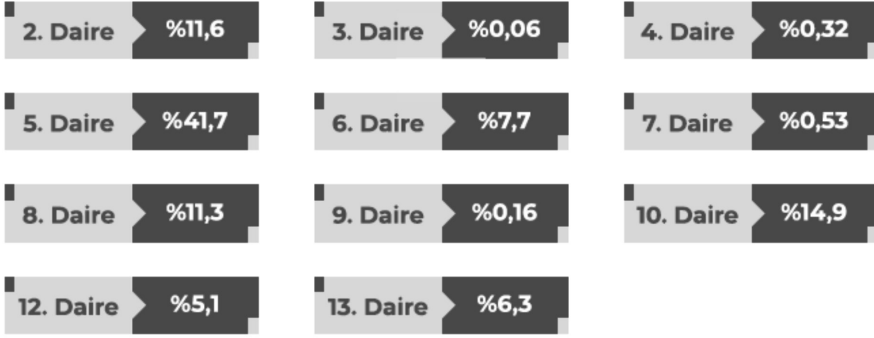 2. Daire %11,6
3. Daire %0,06
4. Daire %0,32
5. Daire %41,7
6. Daire %7,7
7. Daire %0,53
8. Daire %11,3
9. Daire %0,16
10. Daire %14,9
12. Daire %5,1
13. Daire %6,3